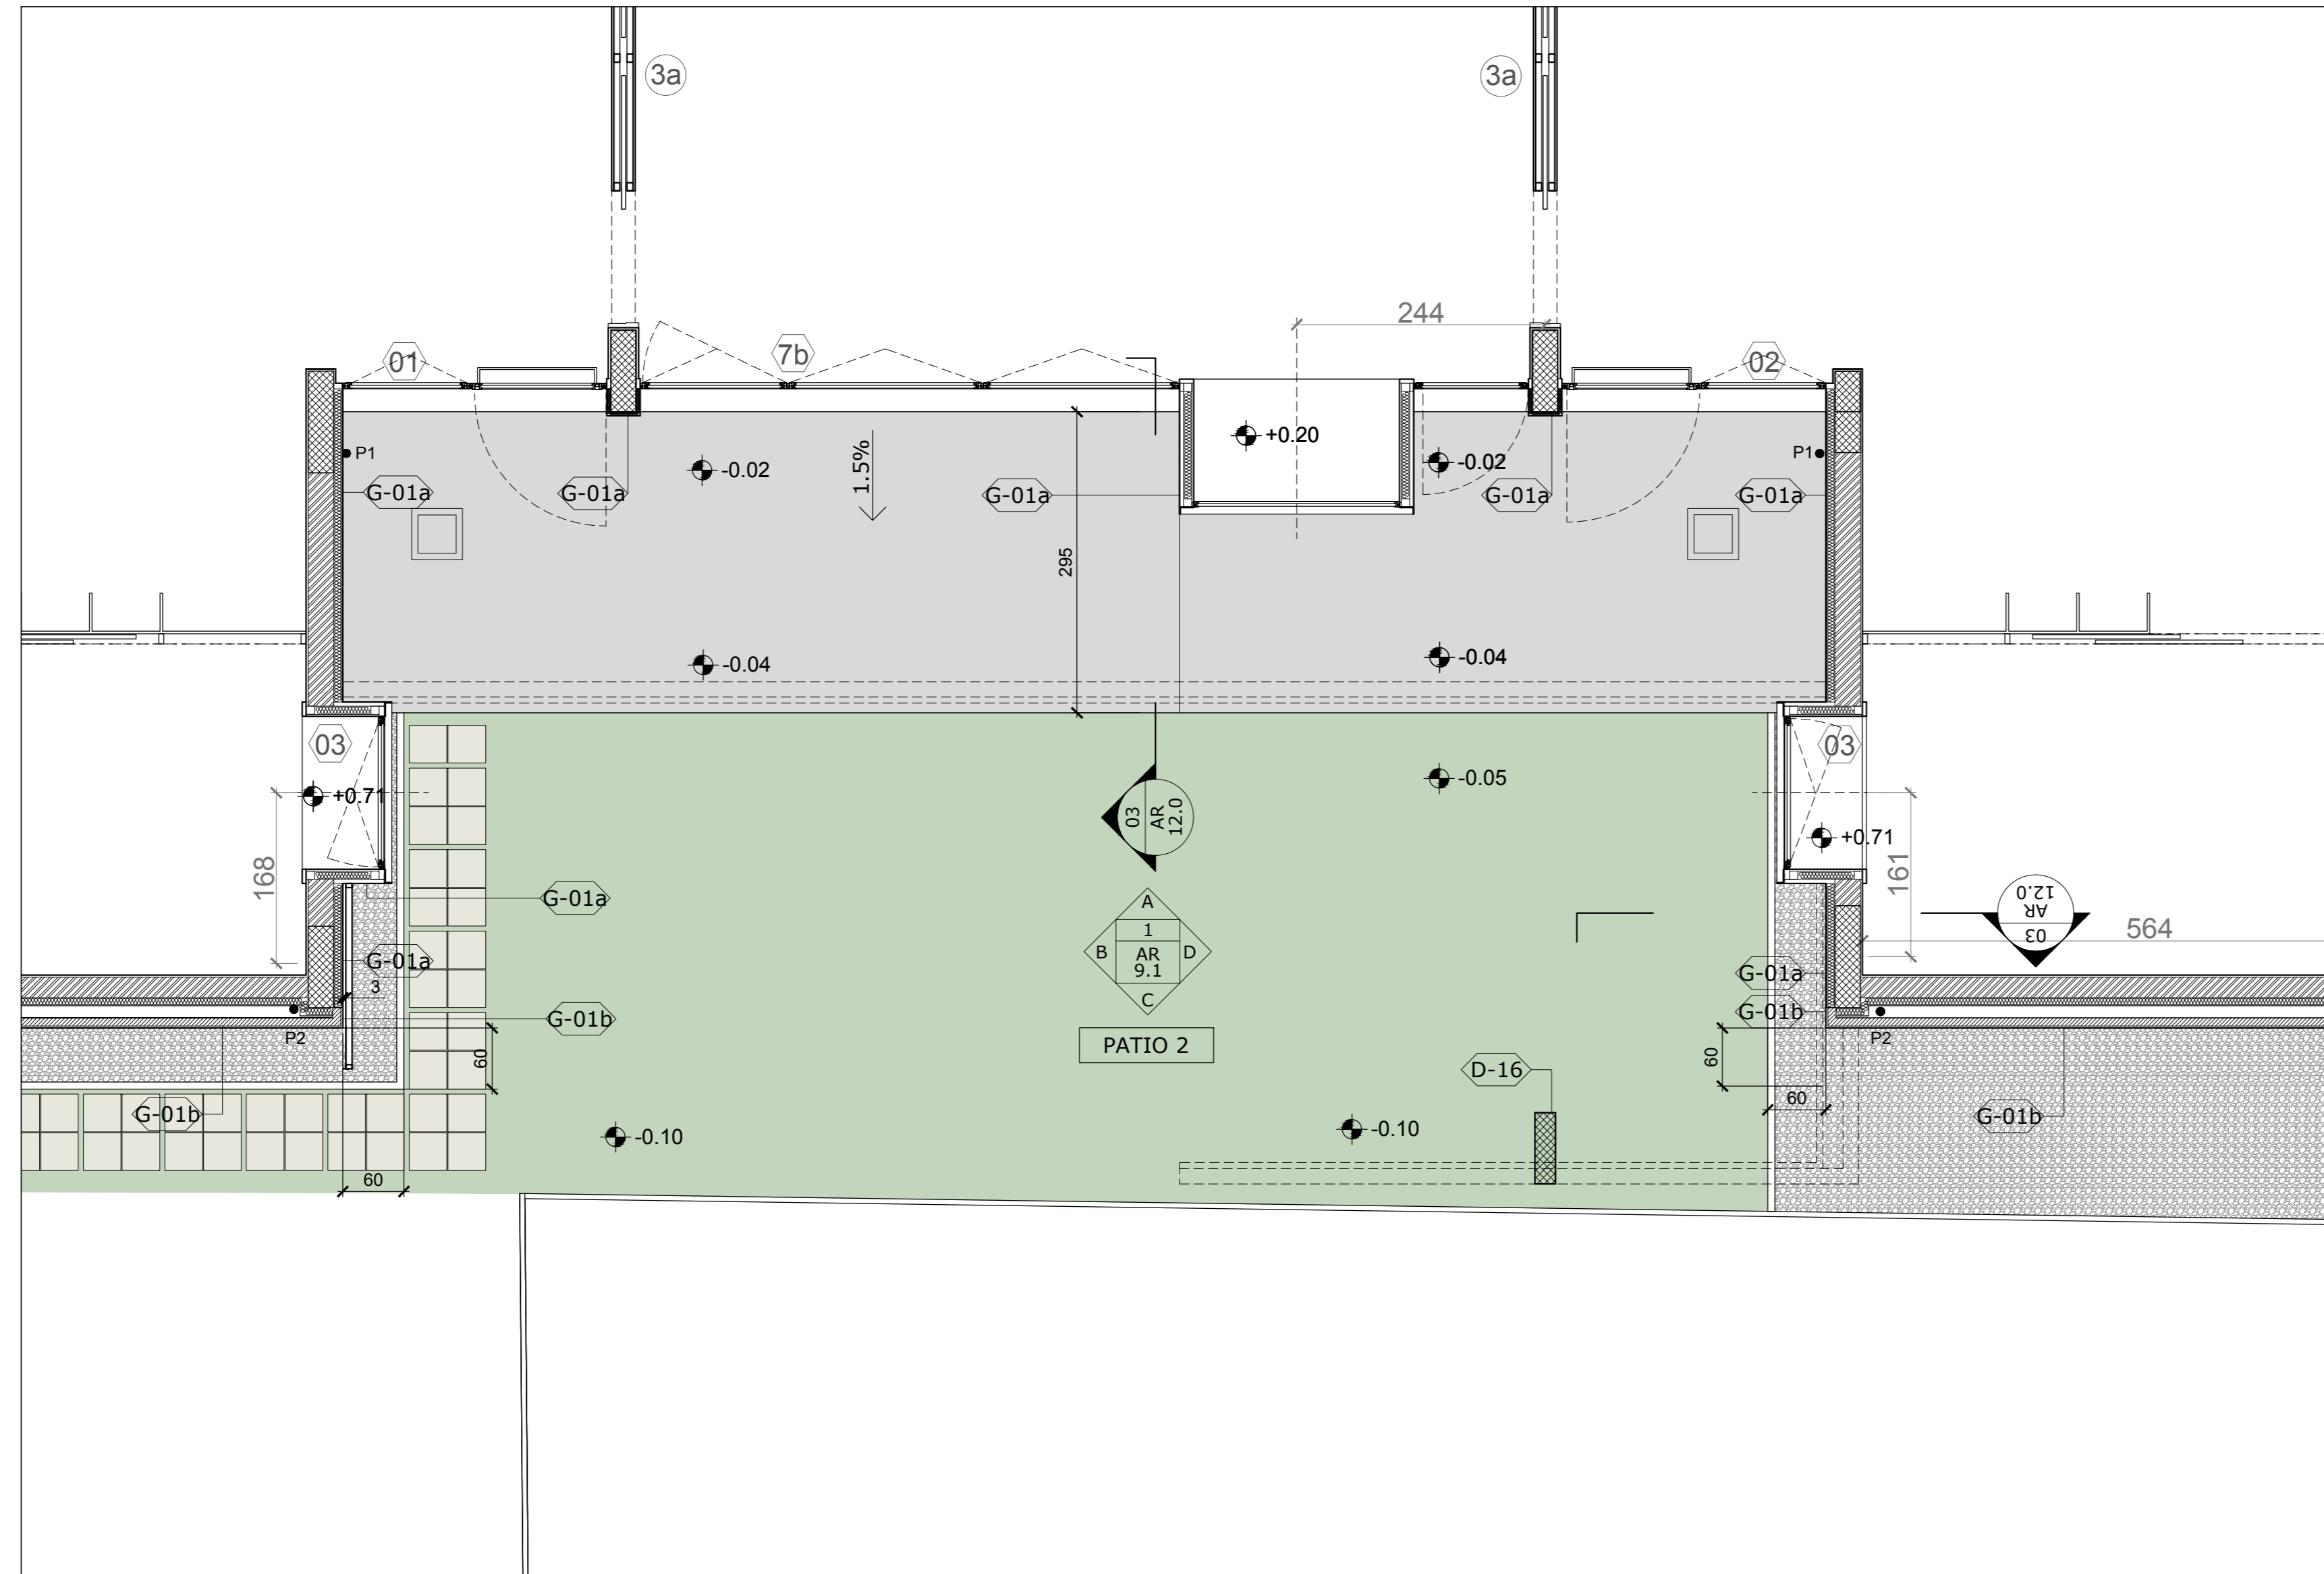 3a
3a
244
01
7b
02
+0.20
P1
-0.02
1.5%
-0.02
P1
G-01a
G-01a
G-01a
G-01a
G-01a
295
-0.04
-0.04
03
03
-0.05
+0.71
03
AR
12.0
+0.71
168
161
G-01a
A
1
B
AR
9.1
D
C
03
AR
12.0
564
G-01a
G-01a
3
G-01b
G-01b
P2
60
PATIO 2
60
P2
D-16
G-01b
60
G-01b
-0.10
-0.10
60